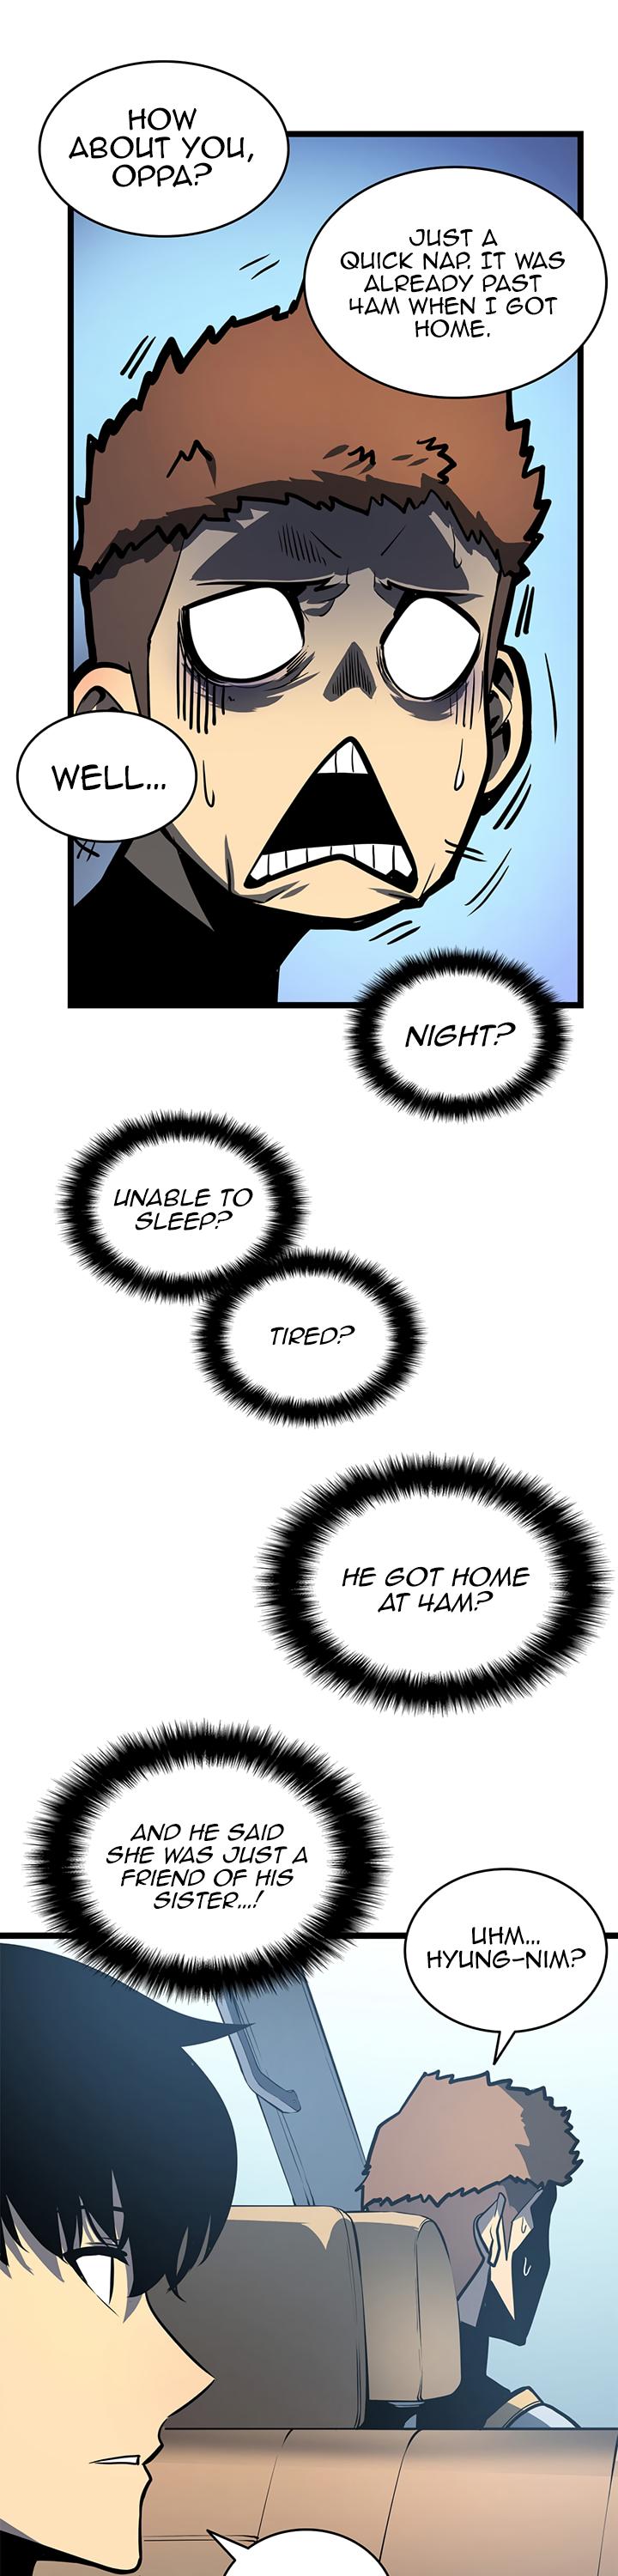 HOW
ABOUT YOU,
OPPA?
JUST A
QUICK NAP. IT WAS
ALREADY PAST
4AM WHEN I GOT
HOME.
WELL...
NIGHT?
UNABLE TO
SLEEP?
TIRED?
HE GOT HOME
AT 4AM?
AND HE SAID
SHE WAS JUST A
FRIEND OF HIS
SISTER...!
UHM...
HYUNG-NIM?